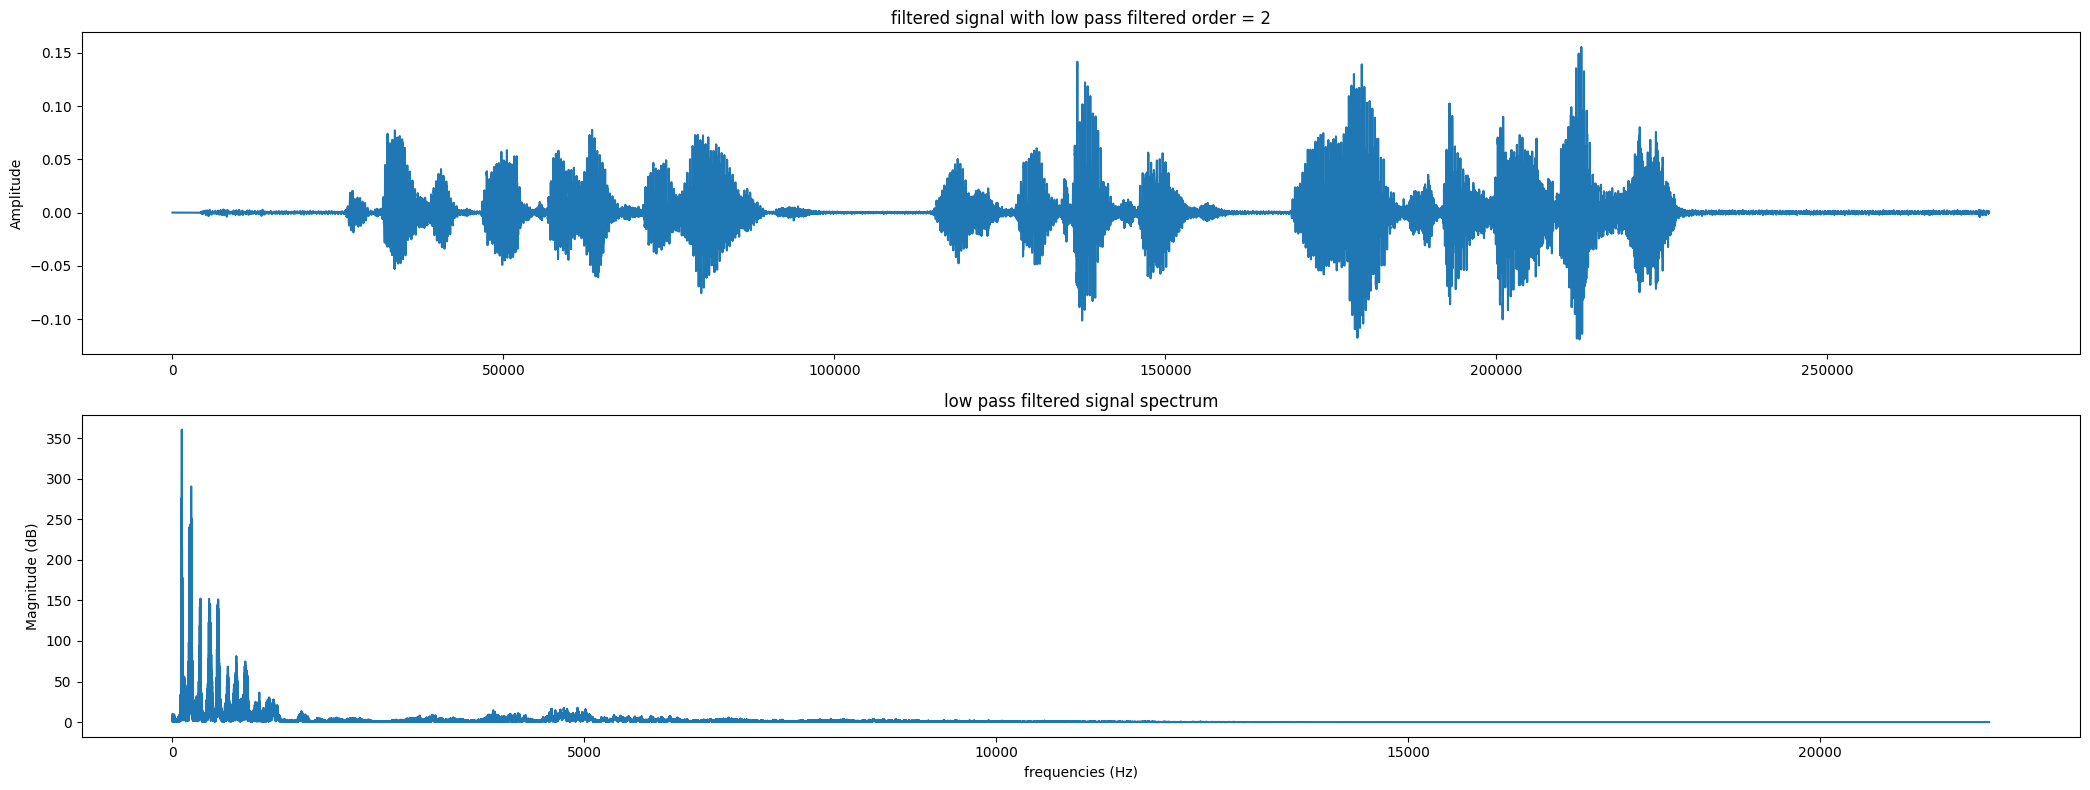 filtered signal with low pass filtered order = 2
0.15
0.10
0.05
0.00
−0.05
−0.10
Amplitude
0 50000 100000 150000 200000 250000
low pass filtered signal spectrum
350
300
250
200
150
100
50
0
Magnitude (dB)
0 5000 10000 15000 20000
frequencies (Hz)